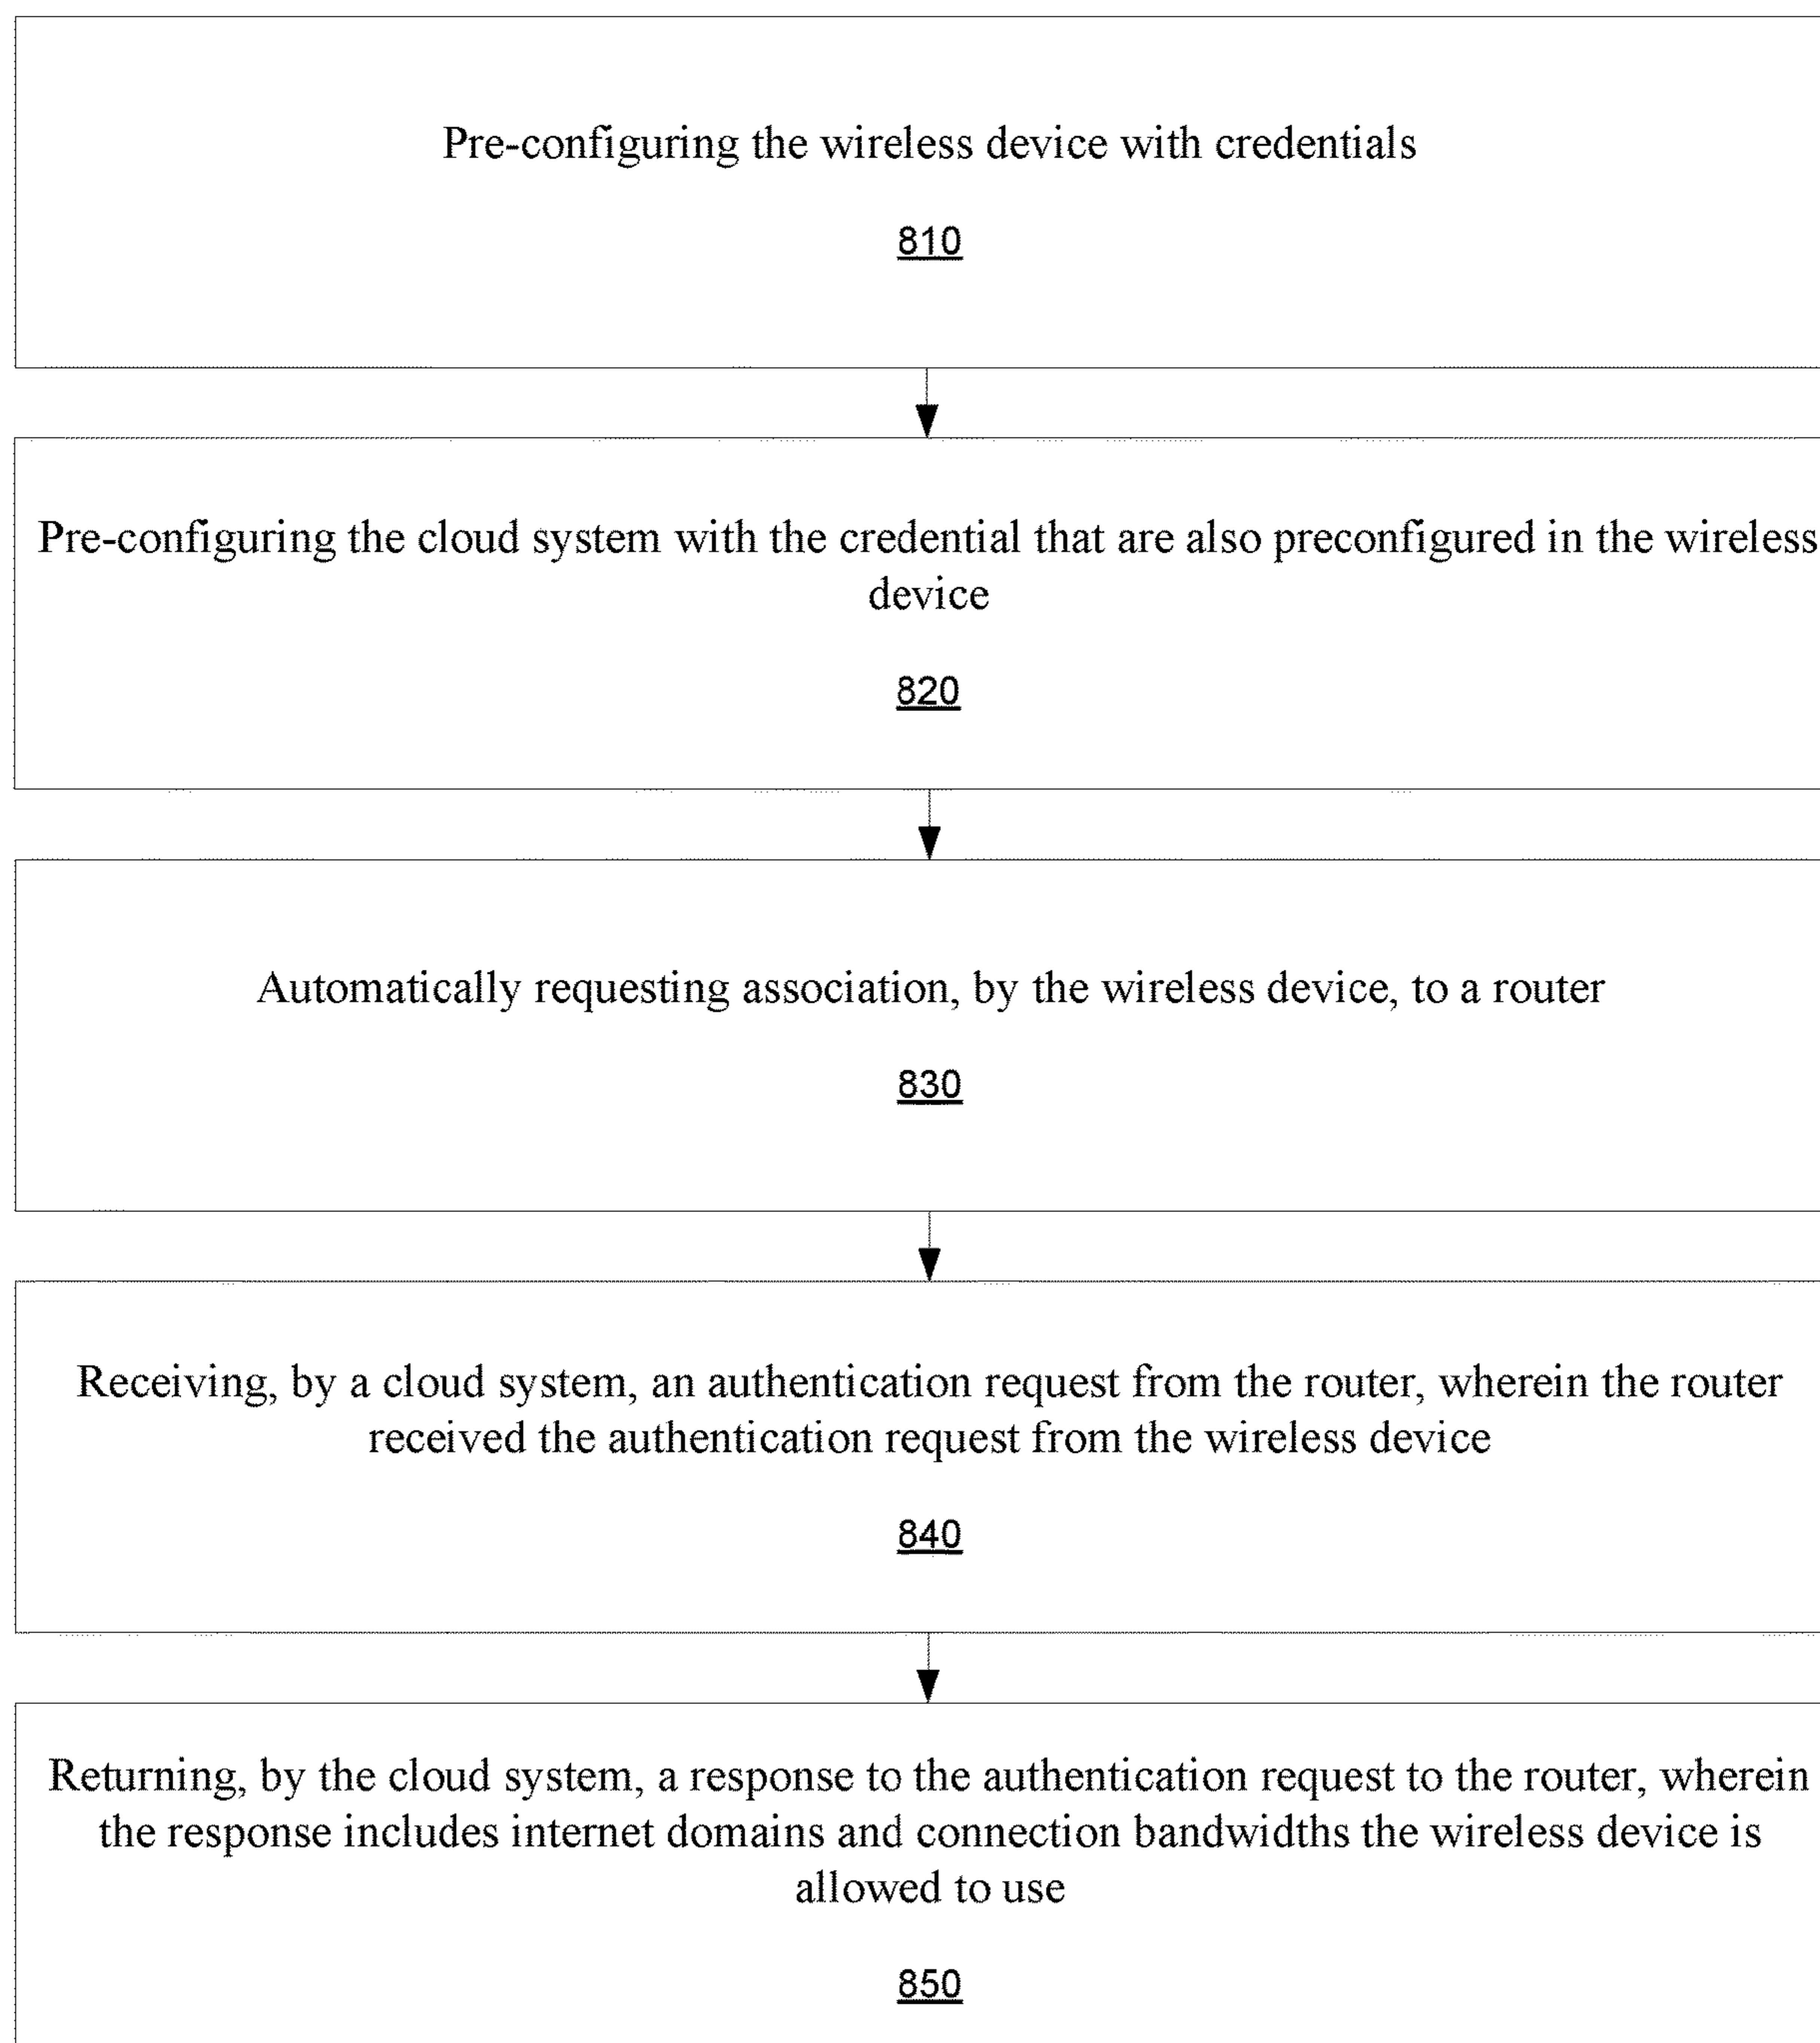 Pre-configuring the wireless device with credentials
810
Pre-configuring the cloud system with the credential that are also preconfigured in the wireless
device
820
Automatically requesting association, by the wireless device, to a router
830
Receiving, by a cloud system, an authentication request from the router, wherein the router
received the authentication request from the wireless device
840
Returning, by the cloud system, a response to the authentication request to the router, wherein
the response includes internet domains and connection bandwidths the wireless device is
allowed to use
850